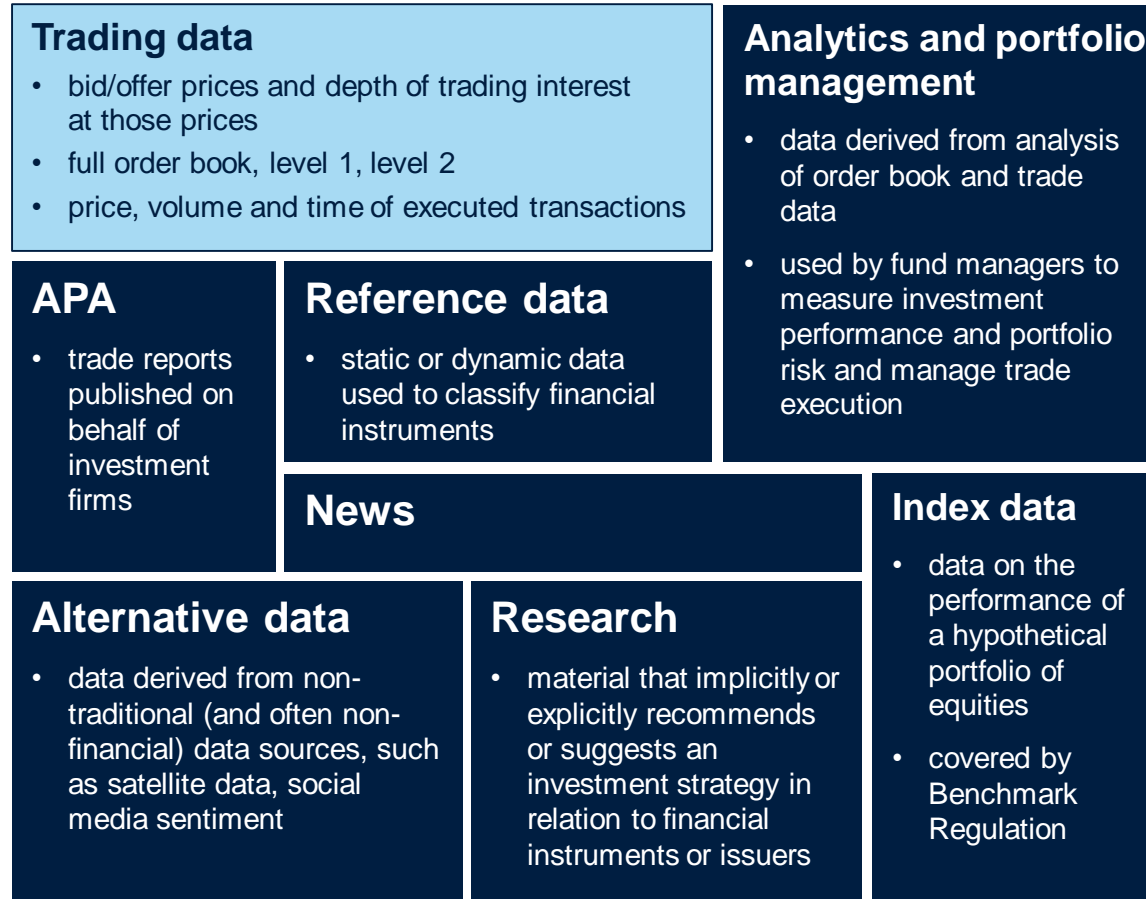 Trading data
• bid/offer prices and depth of trading interest
at those prices
• full order book, level 1, level 2
• price, volume and time of executed transactions
Analytics and portfolio
management
• data derived from analysis
of order book and trade
data
• used by fund managers to
measure investment
performance and portfolio
risk and manage trade
execution
APA
• trade reports
published on
behalf of
investment
firms
Reference data
• static or dynamic data
used to classify financial
instruments
News
Index data
• data on the
performance of
a hypothetical
portfolio of
equities
• covered by
Benchmark
Regulation
Alternative data
• data derived from non-
traditional (and often non-
financial) data sources, such
as satellite data, social
media sentiment
Research
• material that implicitly or
explicitly recommends
or suggests an
investment strategy in
relation to financial
instruments or issuers